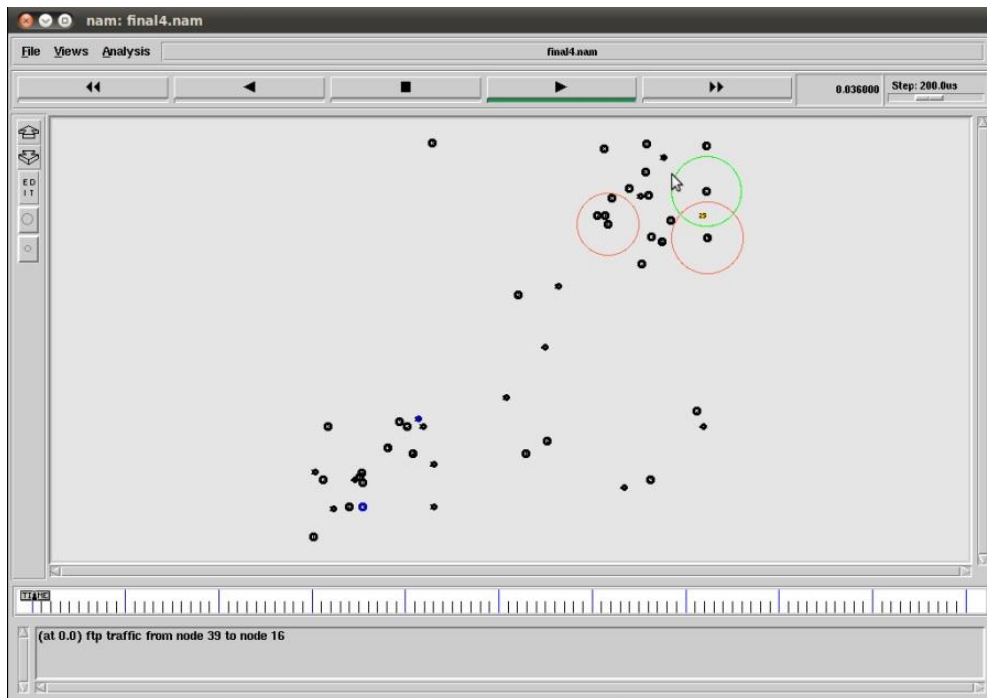 nam: final4.nam
File Views Analysis final4.nam
0.036000 Step: 200.0us
ED
IT
TIME
(at 0.0) ftp traffic from node 39 to node 16